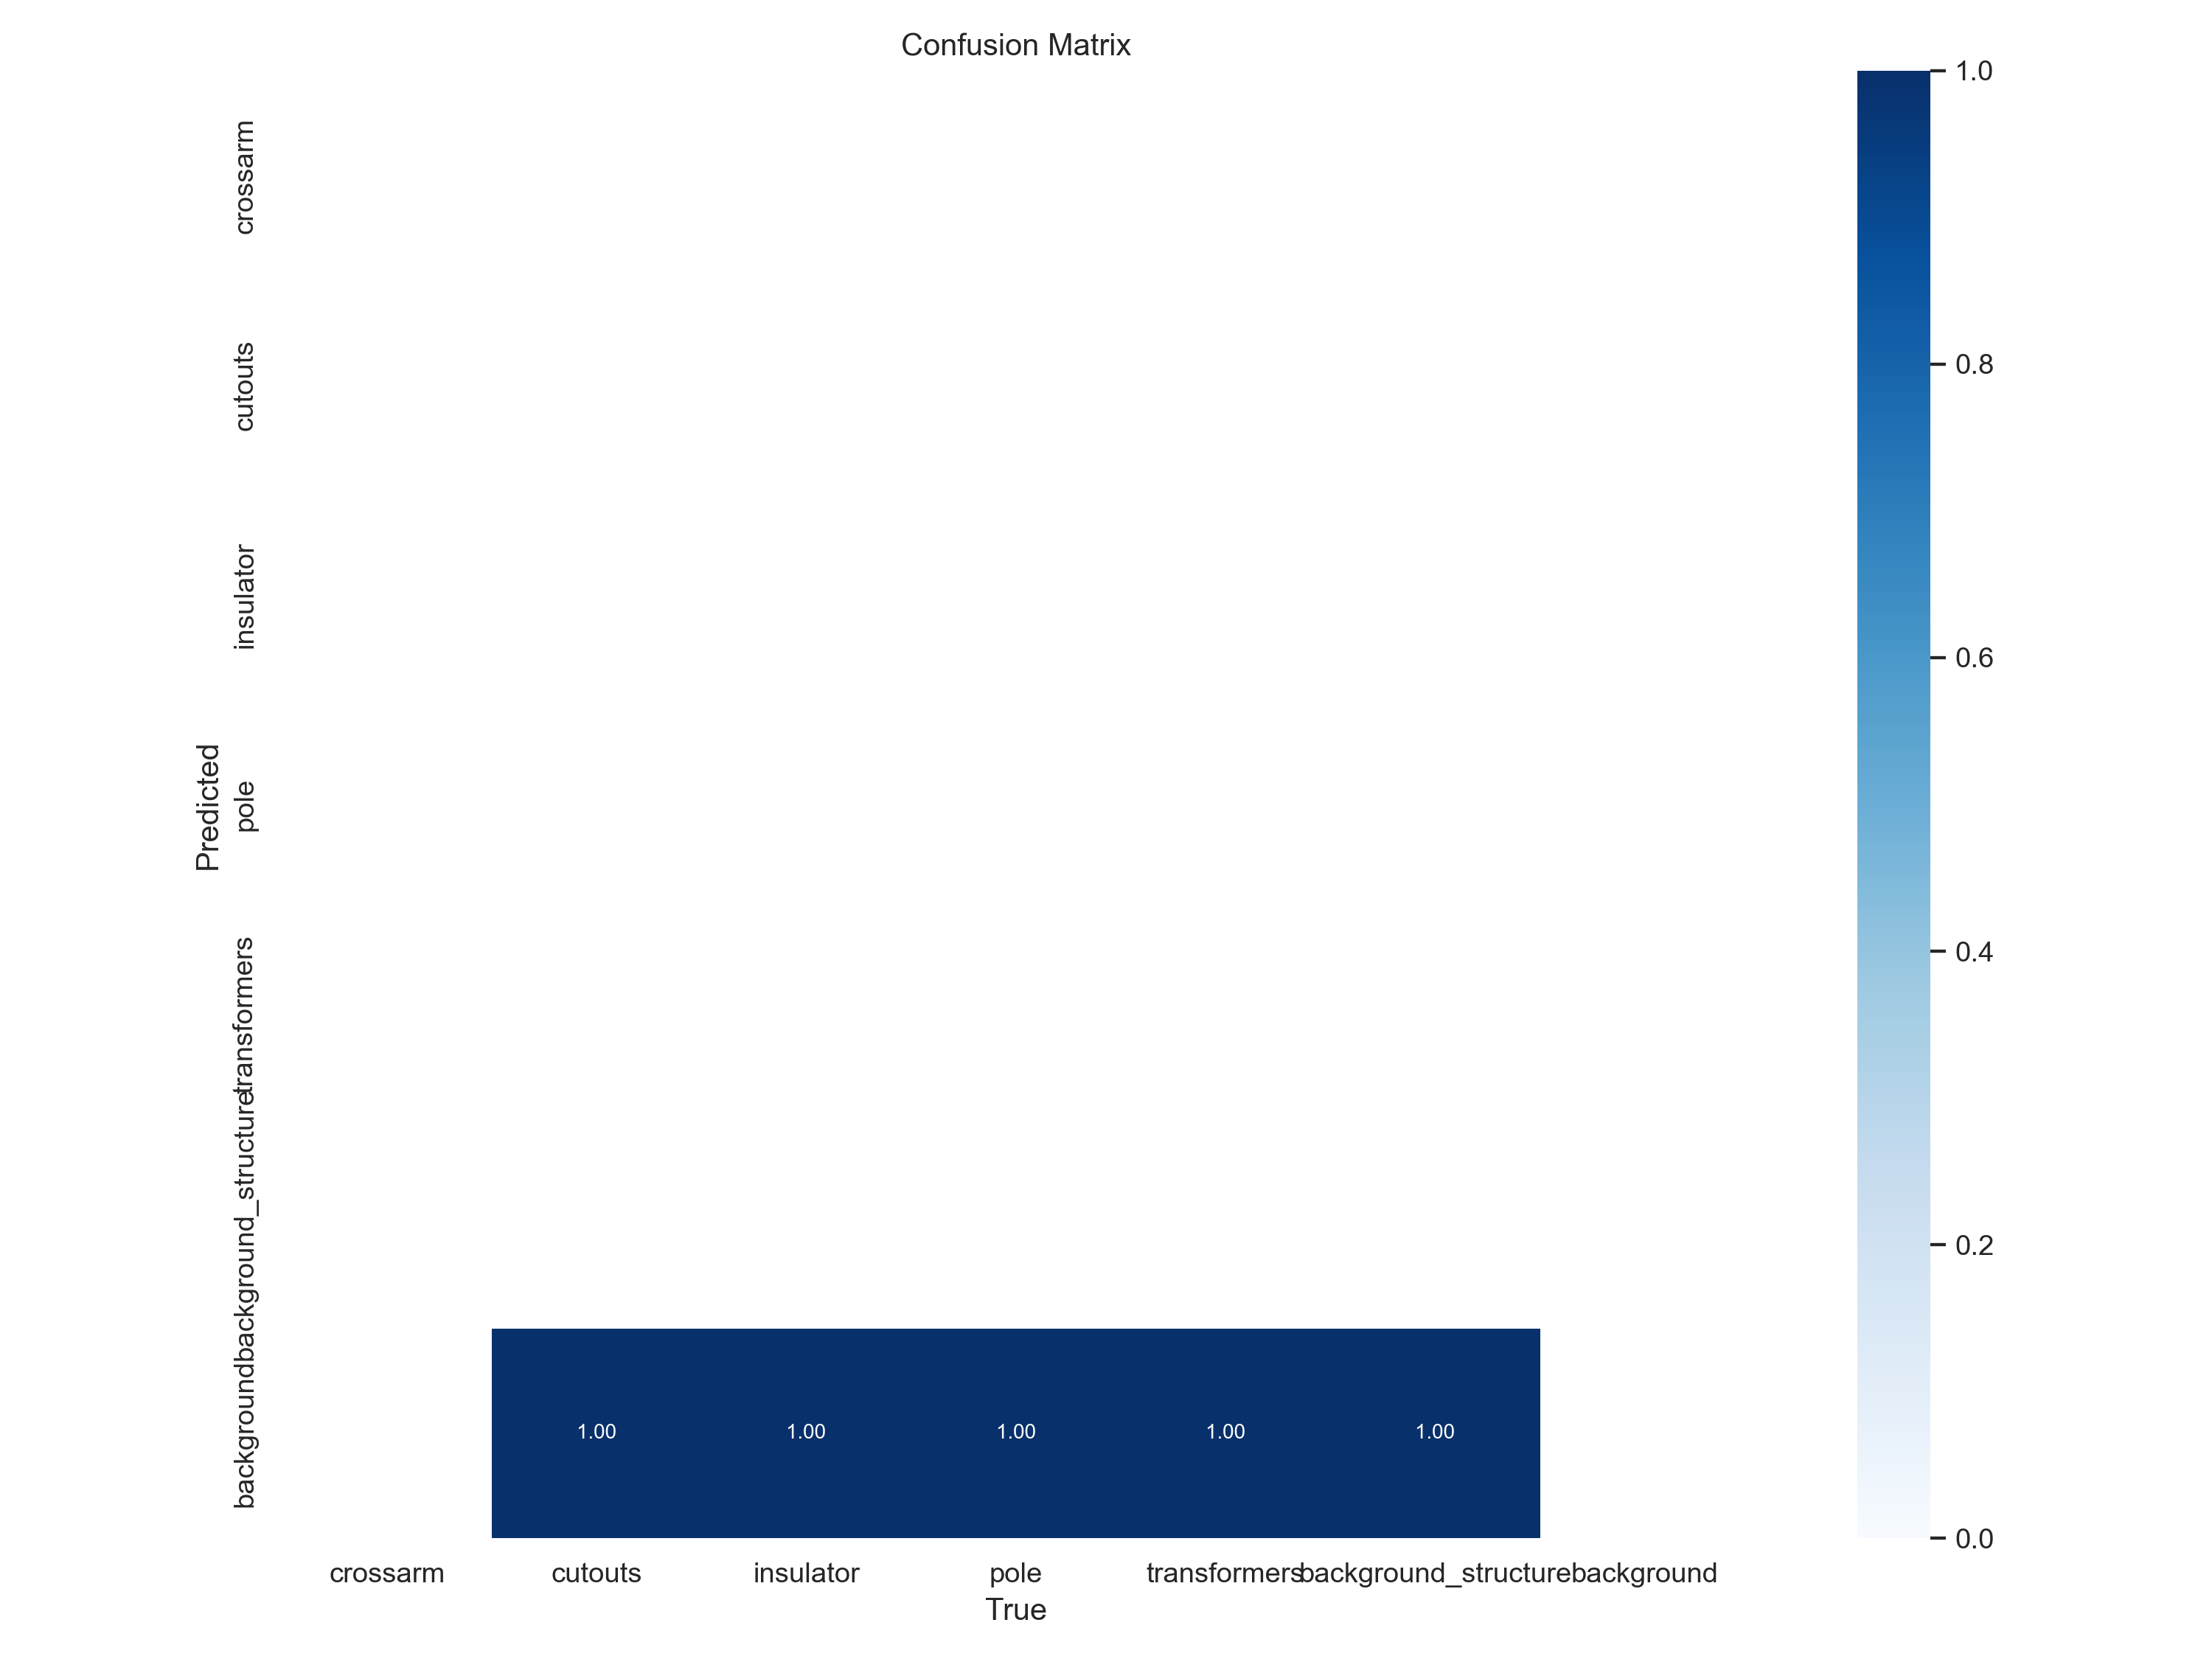 Confusion Matrix
1.0
0.8
0.6
0.4
0.2
0.0
Predicted
crossarm
cutouts
insulator
pole
transformers
background_structure
background
1.00 1.00 1.00 1.00 1.00
crossarm cutouts insulator pole transformers background_structure background
True